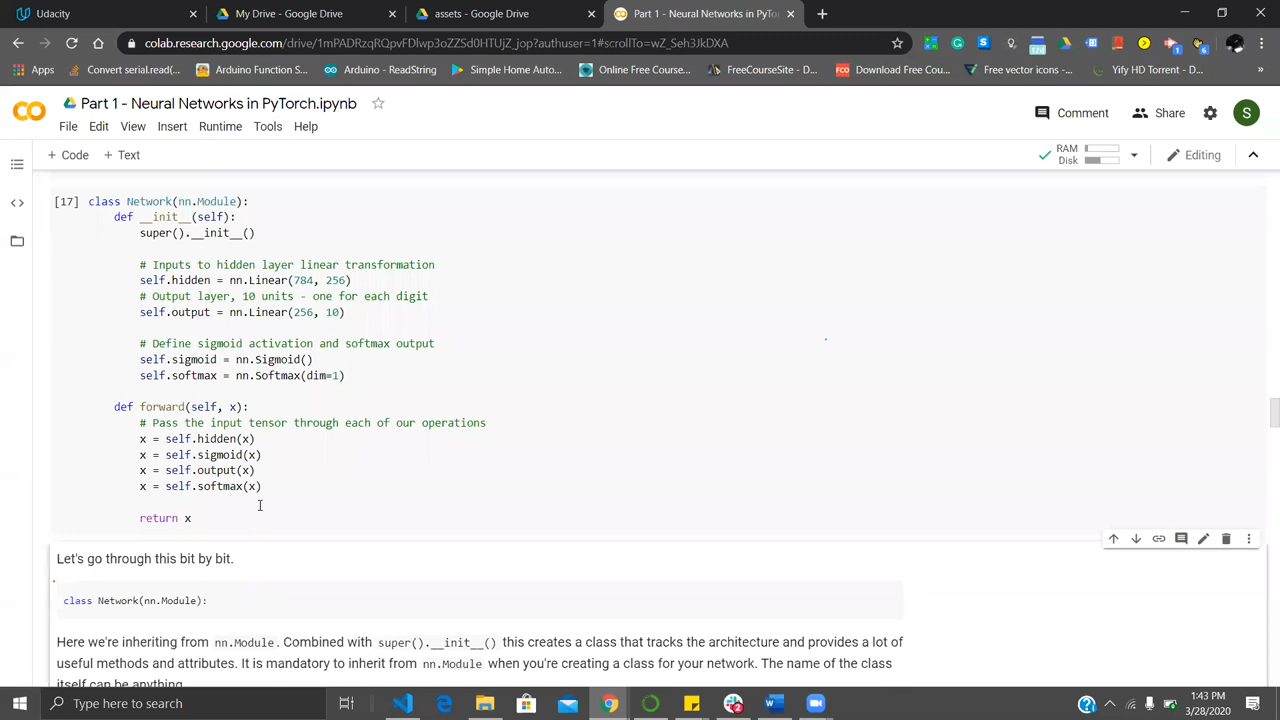 Udacity
My Drive - Google Drive
assets - Google Drive
Part 1 - Neural Networks in PyTor
colab.research.google.com/drive/1mPADRzqRQpvFDlwp3oZZSd0HTUjZ_jop?authuser=1#scrollTo=wZ_Seh3JkDXA
Apps
Convert serial.read(...
Arduino Function S...
Arduino - ReadString
Simple Home Auto...
Online Free Course...
FreeCourseSite - D...
Download Free Cou...
Free vector icons -...
Yify HD Torrent - D...
Part 1 - Neural Networks in PyTorch.ipynb
Comment
Share
S
File Edit View Insert Runtime Tools Help
+ Code + Text
RAM
Disk
Editing
[17] class Network(nn.Module):
def __init__(self):
super().__init__()
# Inputs to hidden layer linear transformation
self.hidden = nn.Linear(784, 256)
# Output layer, 10 units - one for each digit
self.output = nn.Linear(256, 10)
# Define sigmoid activation and softmax output
self.sigmoid = nn.Sigmoid()
self.softmax = nn.Softmax(dim=1)
def forward(self, x):
# Pass the input tensor through each of our operations
x = self.hidden(x)
x = self.sigmoid(x)
x = self.output(x)
x = self.softmax(x)
return x
Let's go through this bit by bit.
class Network(nn.Module):
Here we're inheriting from nn.Module. Combined with super().__init__() this creates a class that tracks the architecture and provides a lot of
useful methods and attributes. It is mandatory to inherit from nn.Module when you're creating a class for your network. The name of the class
itself can be anything.
Type here to search
1:43 PM
3/28/2020